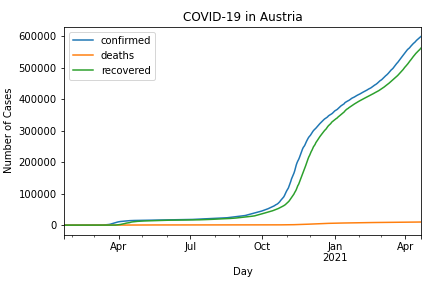 COVID-19 in Austria
confirmed
deaths
recovered
Number of Cases
600000
500000
400000
300000
200000
100000
0
Apr
Jul
Oct
Jan
2021
Apr
Day